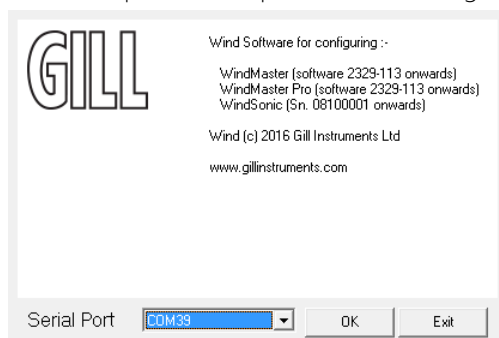 GILL
Wind Software for configuring :-
WindMaster (software 2329-113 onwards)
WindMaster Pro (software 2329-113 onwards)
WindSonic (Sn. 08100001 onwards)
Wind (c) 2016 Gill Instruments Ltd
www.gillinstruments.com
Serial Port COM39 OK Exit